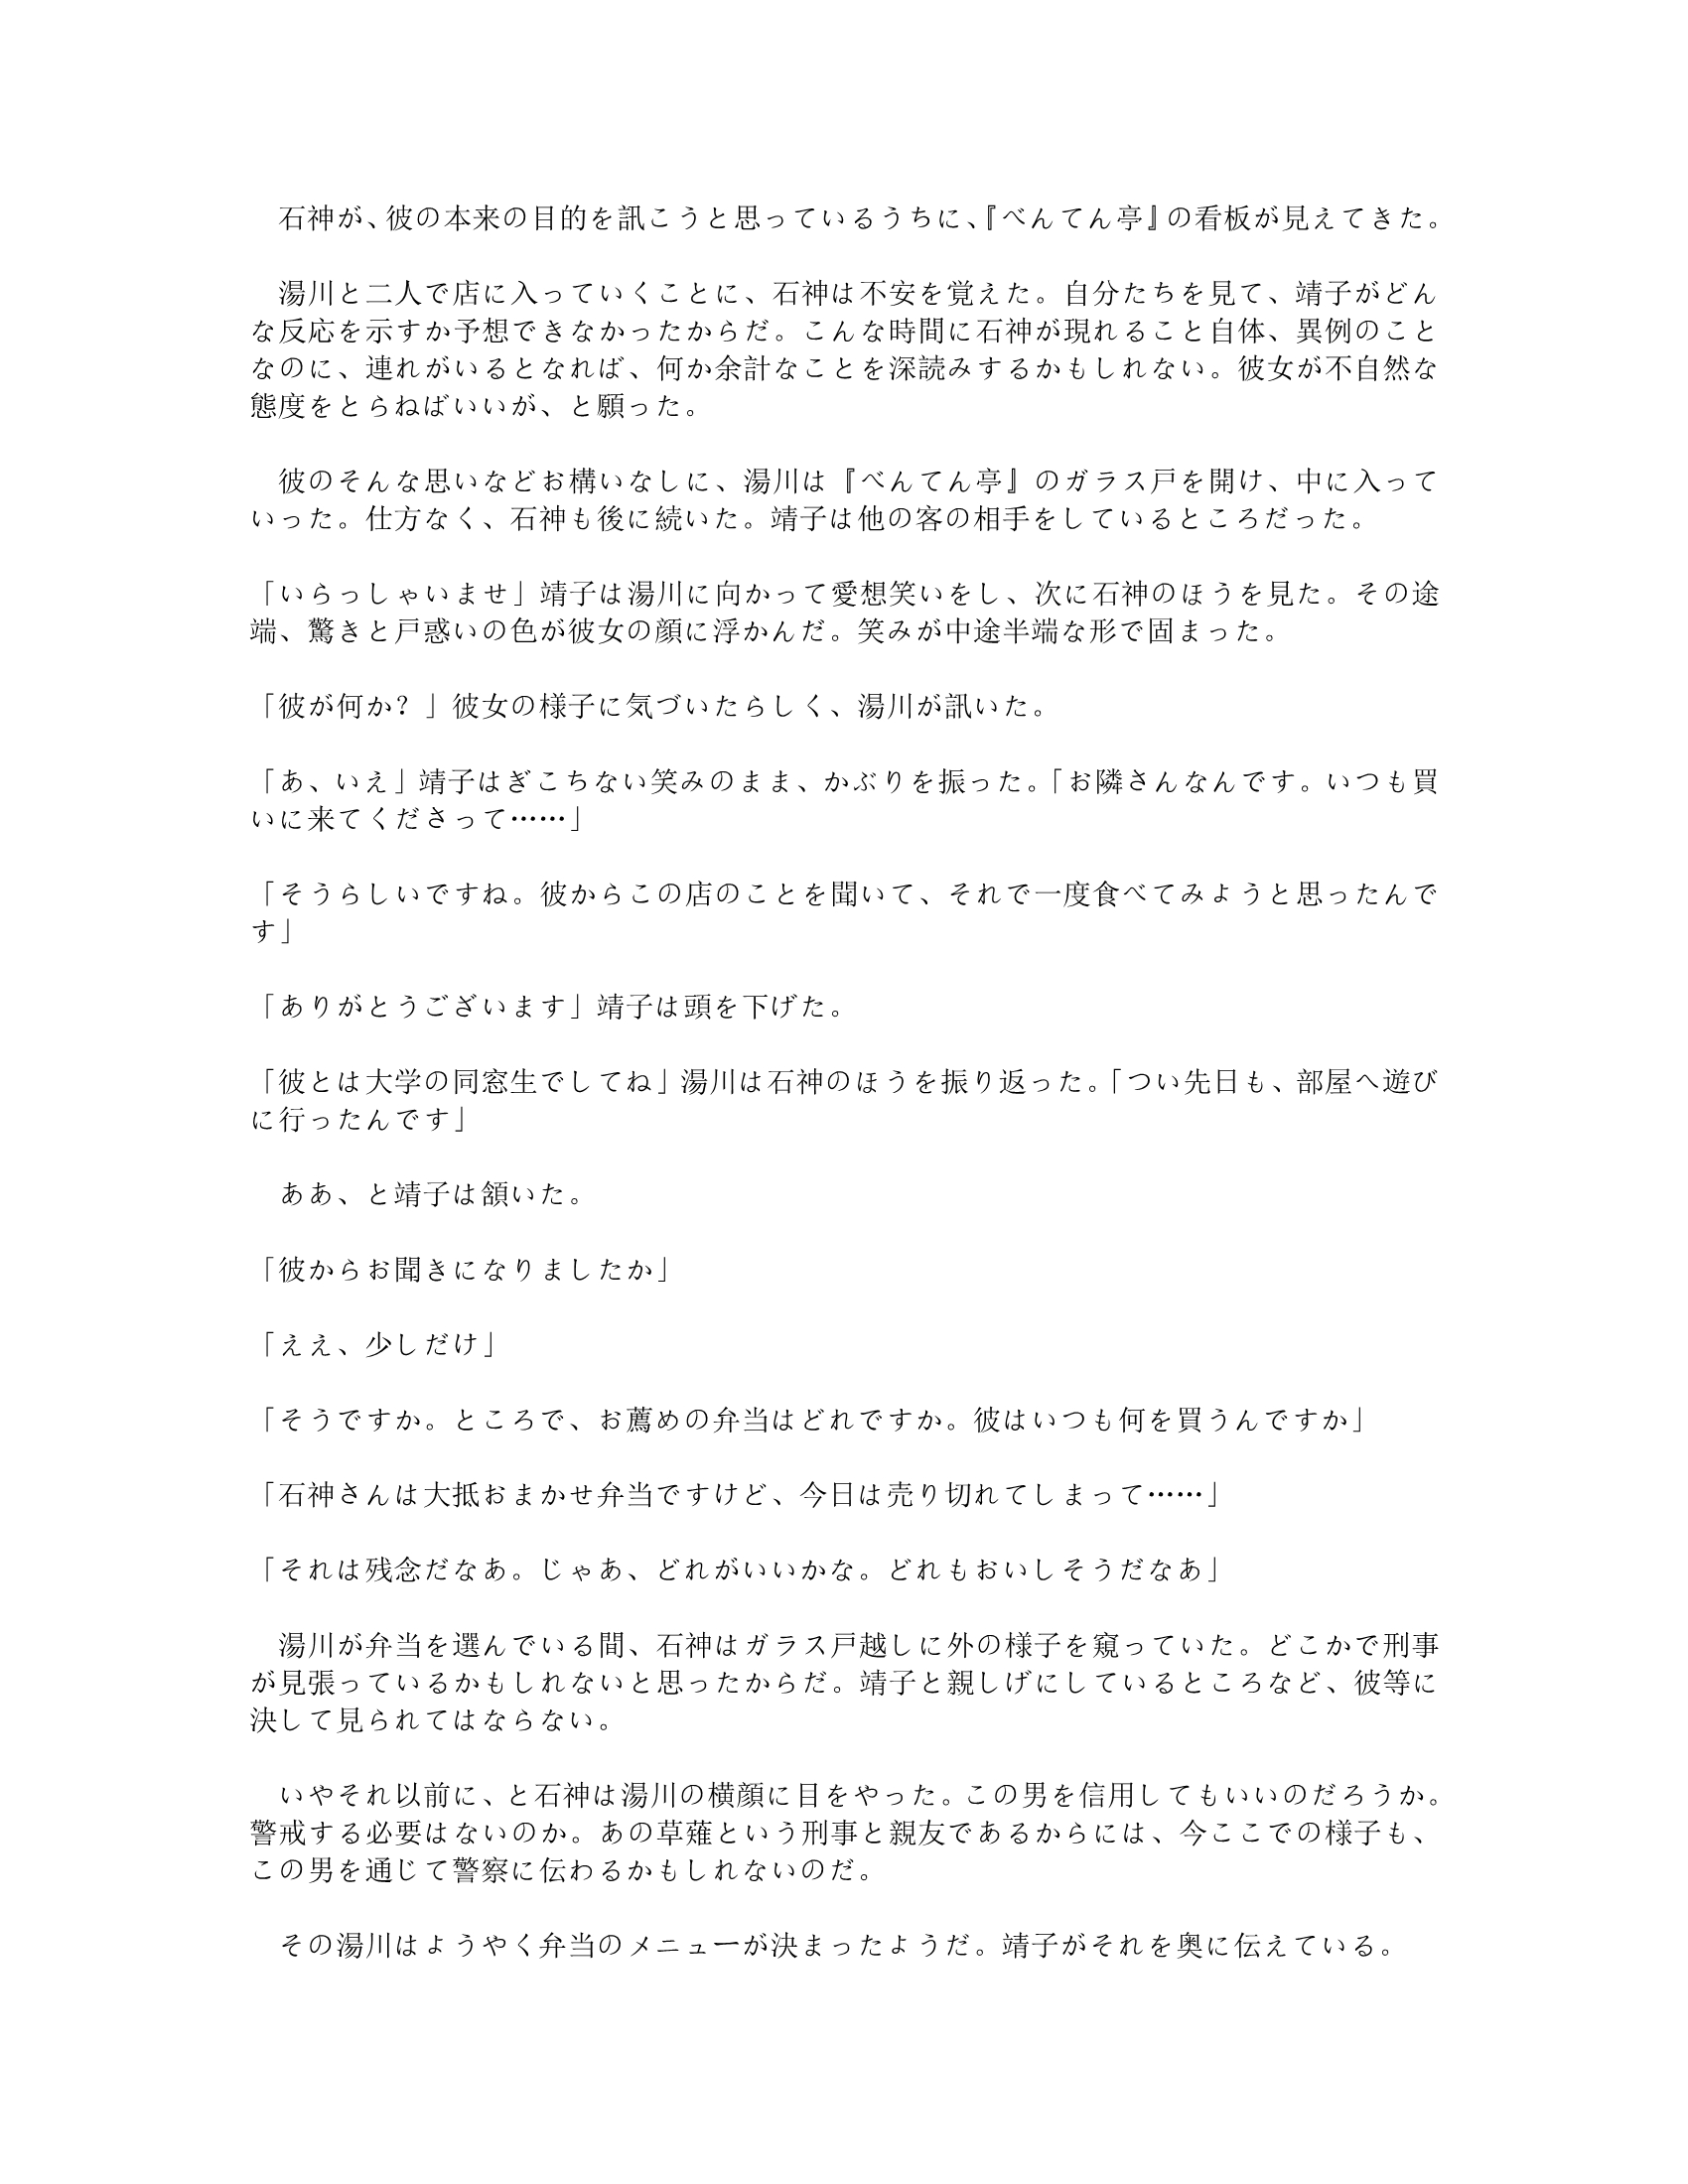 石神が、彼の本来の目的を訊こうと思っているうちに、『べんてん亭』の看板が見えてきた。
　湯川と二人で店に入っていくことに、石神は不安を覚えた。自分たちを見て、靖子がどん
な反応を示すか予想できなかったからだ。こんな時間に石神が現れること自体、異例のこと
なのに、連れがいるとなれば、何か余計なことを深読みするかもしれない。彼女が不自然な
態度をとらねばいいが、と願った。
　彼のそんな思いなどお構いなしに、湯川は『べんてん亭』のガラス戸を開け、中に入って
いった。仕方なく、石神も後に続いた。靖子は他の客の相手をしているところだった。
「いらっしゃいませ」靖子は湯川に向かって愛想笑いをし、次に石神のほうを見た。その途
端、驚きと戸惑いの色が彼女の顔に浮かんだ。笑みが中途半端な形で固まった。
「彼が何か？」彼女の様子に気づいたらしく、湯川が訊いた。
「あ、いえ」靖子はぎこちない笑みのまま、かぶりを振った。「お隣さんなんです。いつも買
いに来てくださって……」
「そうらしいですね。彼からこの店のことを聞いて、それで一度食べてみようと思ったんで
す」
「ありがとうございます」靖子は頭を下げた。
「彼とは大学の同窓生でしてね」湯川は石神のほうを振り返った。「つい先日も、部屋へ遊び
に行ったんです」
　ああ、と靖子は頷いた。
「彼からお聞きになりましたか」
「ええ、少しだけ」
「そうですか。ところで、お薦めの弁当はどれですか。彼はいつも何を買うんですか」
「石神さんは大抵おまかせ弁当ですけど、今日は売り切れてしまって……」
「それは残念だなあ。じゃあ、どれがいいかな。どれもおいしそうだなあ」
　湯川が弁当を選んでいる間、石神はガラス戸越しに外の様子を窺っていた。どこかで刑事
が見張っているかもしれないと思ったからだ。靖子と親しげにしているところなど、彼等に
決して見られてはならない。
　いやそれ以前に、と石神は湯川の横顔に目をやった。この男を信用してもいいのだろうか。
警戒する必要はないのか。あの草薙という刑事と親友であるからには、今ここでの様子も、
この男を通じて警察に伝わるかもしれないのだ。
　その湯川はようやく弁当のメニューが決まったようだ。靖子がそれを奥に伝えている。